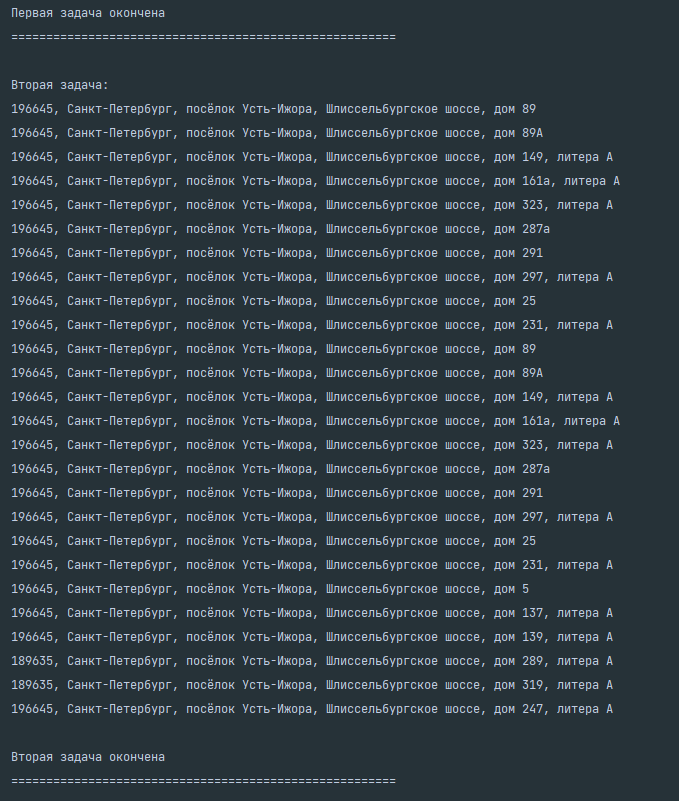 Первая задача окончена
=======================================================
Вторая задача:
196645, Санкт-Петербург, посёлок Усть-Ижора, Шлиссельбургское шоссе, дом 89
196645, Санкт-Петербург, посёлок Усть-Ижора, Шлиссельбургское шоссе, дом 89А
196645, Санкт-Петербург, посёлок Усть-Ижора, Шлиссельбургское шоссе, дом 149, литера А
196645, Санкт-Петербург, посёлок Усть-Ижора, Шлиссельбургское шоссе, дом 161а, литера А
196645, Санкт-Петербург, посёлок Усть-Ижора, Шлиссельбургское шоссе, дом 323, литера А
196645, Санкт-Петербург, посёлок Усть-Ижора, Шлиссельбургское шоссе, дом 287а
196645, Санкт-Петербург, посёлок Усть-Ижора, Шлиссельбургское шоссе, дом 291
196645, Санкт-Петербург, посёлок Усть-Ижора, Шлиссельбургское шоссе, дом 297, литера А
196645, Санкт-Петербург, посёлок Усть-Ижора, Шлиссельбургское шоссе, дом 25
196645, Санкт-Петербург, посёлок Усть-Ижора, Шлиссельбургское шоссе, дом 231, литера А
196645, Санкт-Петербург, посёлок Усть-Ижора, Шлиссельбургское шоссе, дом 89
196645, Санкт-Петербург, посёлок Усть-Ижора, Шлиссельбургское шоссе, дом 89А
196645, Санкт-Петербург, посёлок Усть-Ижора, Шлиссельбургское шоссе, дом 149, литера А
196645, Санкт-Петербург, посёлок Усть-Ижора, Шлиссельбургское шоссе, дом 161а, литера А
196645, Санкт-Петербург, посёлок Усть-Ижора, Шлиссельбургское шоссе, дом 323, литера А
196645, Санкт-Петербург, посёлок Усть-Ижора, Шлиссельбургское шоссе, дом 287а
196645, Санкт-Петербург, посёлок Усть-Ижора, Шлиссельбургское шоссе, дом 291
196645, Санкт-Петербург, посёлок Усть-Ижора, Шлиссельбургское шоссе, дом 297, литера А
196645, Санкт-Петербург, посёлок Усть-Ижора, Шлиссельбургское шоссе, дом 25
196645, Санкт-Петербург, посёлок Усть-Ижора, Шлиссельбургское шоссе, дом 231, литера А
196645, Санкт-Петербург, посёлок Усть-Ижора, Шлиссельбургское шоссе, дом 5
196645, Санкт-Петербург, посёлок Усть-Ижора, Шлиссельбургское шоссе, дом 137, литера А
196645, Санкт-Петербург, посёлок Усть-Ижора, Шлиссельбургское шоссе, дом 139, литера А
189635, Санкт-Петербург, посёлок Усть-Ижора, Шлиссельбургское шоссе, дом 289, литера А
189635, Санкт-Петербург, посёлок Усть-Ижора, Шлиссельбургское шоссе, дом 319, литера А
196645, Санкт-Петербург, посёлок Усть-Ижора, Шлиссельбургское шоссе, дом 247, литера А
Вторая задача окончена
=======================================================